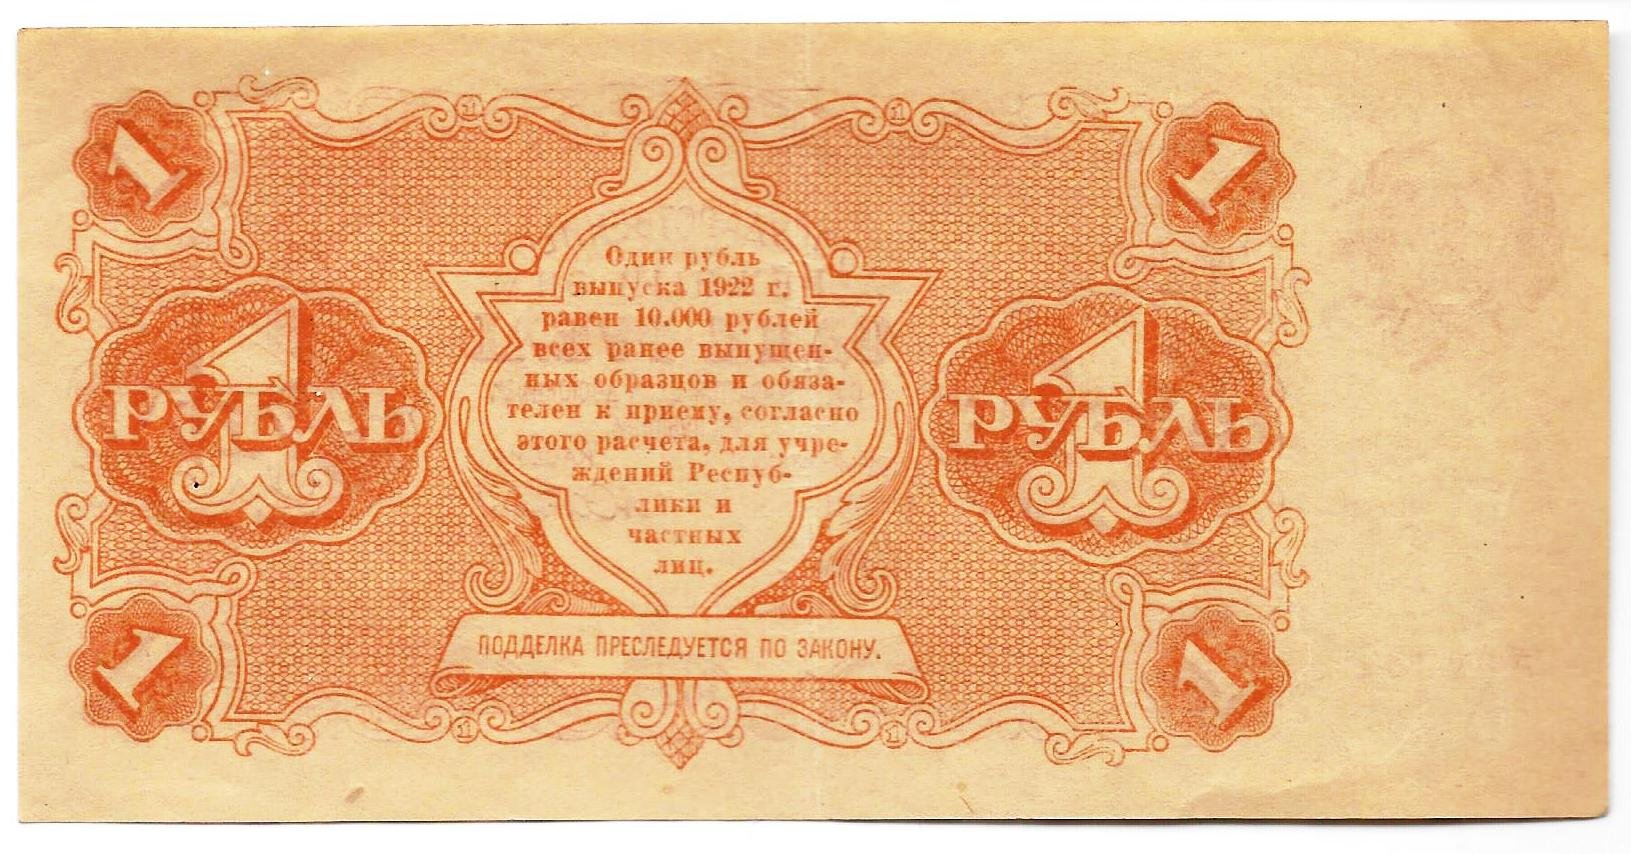 1
1
Один рубль
выпуска 1922 г.
равен 10.000 рублей
всех ранее выпущен-
ных образцов и обяза-
телен к приему, согласно
этого расчета, для учре-
ждений Респуб-
лики и
частных
лиц.
1 РУБЛЬ
1 РУБЛЬ
ПОДДЕЛКА ПРЕСЛЕДУЕТСЯ ПО ЗАКОНУ.
1
1